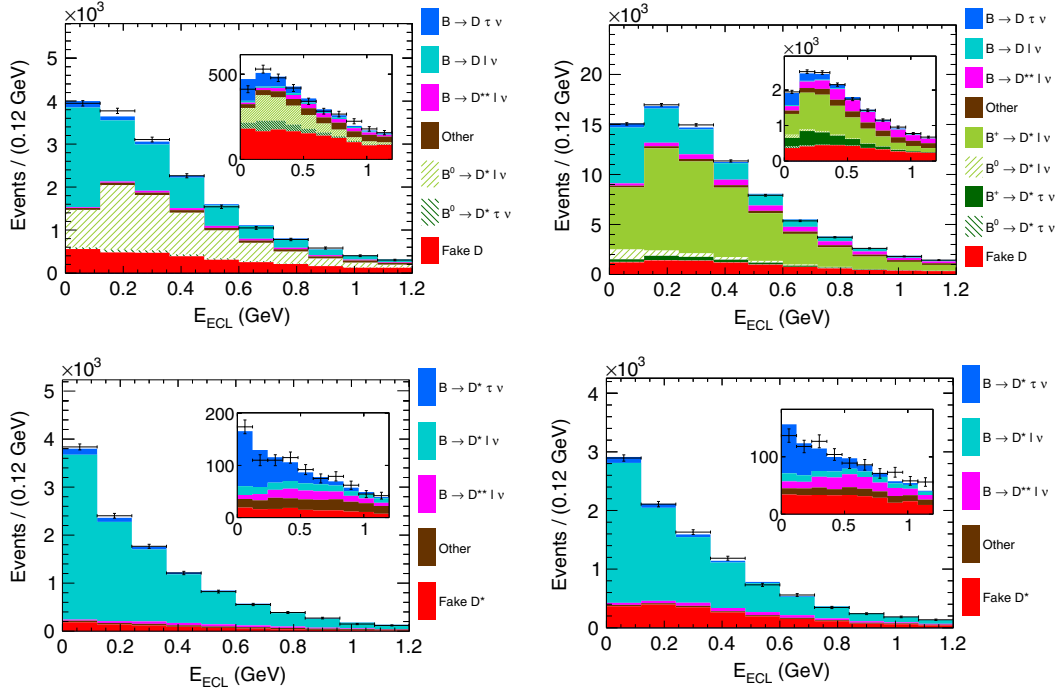 ×10³
Events / (0.12 GeV)
5
4
3
2
1
0
0 0.2 0.4 0.6 0.8 1 1.2
E_ECL (GeV)
500
0
0 0.5 1
B → D τ ν
B → D l ν
B → D** l ν
Other
B⁰ → D* l ν
B⁰ → D* τ ν
Fake D
×10³
Events / (0.12 GeV)
20
15
10
5
0
0 0.2 0.4 0.6 0.8 1 1.2
E_ECL (GeV)
×10³
2
1
0
0 0.5 1
B → D τ ν
B → D l ν
B → D** l ν
Other
B⁺ → D* l ν
B⁰ → D* l ν
B⁺ → D* τ ν
B⁰ → D* τ ν
Fake D
×10³
Events / (0.12 GeV)
5
4
3
2
1
0
0 0.2 0.4 0.6 0.8 1 1.2
E_ECL (GeV)
200
100
0
0 0.5 1
B → D* τ ν
B → D* l ν
B → D** l ν
Other
Fake D*
×10³
Events / (0.12 GeV)
4
3
2
1
0
0 0.2 0.4 0.6 0.8 1 1.2
E_ECL (GeV)
100
0
0 0.5 1
B → D* τ ν
B → D* l ν
B → D** l ν
Other
Fake D*